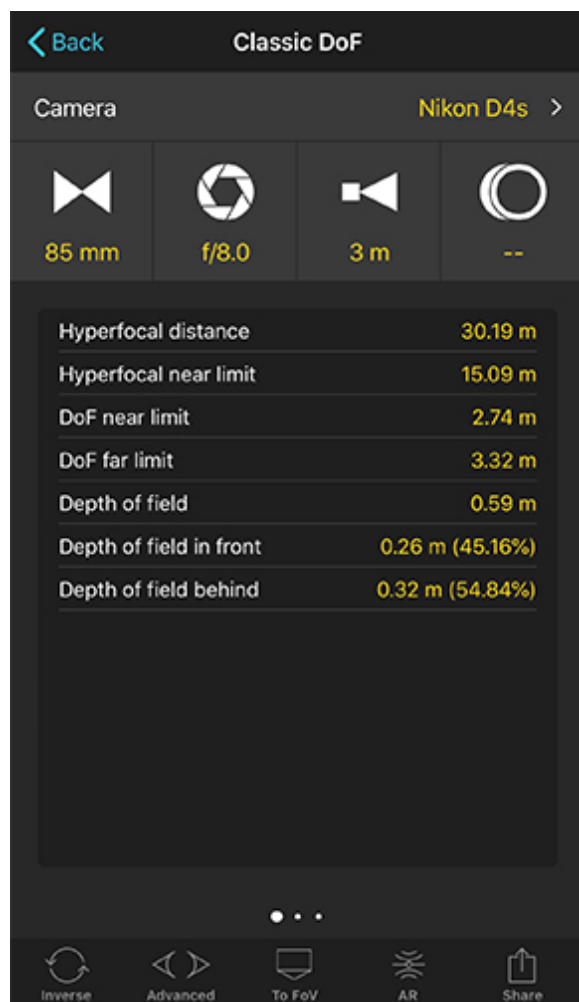 Back Classic DoF
Camera Nikon D4s
85 mm f/8.0 3 m --
Hyperfocal distance 30.19 m
Hyperfocal near limit 15.09 m
DoF near limit 2.74 m
DoF far limit 3.32 m
Depth of field 0.59 m
Depth of field in front 0.26 m (45.16%)
Depth of field behind 0.32 m (54.84%)
Inverse Advanced To FoV AR Share